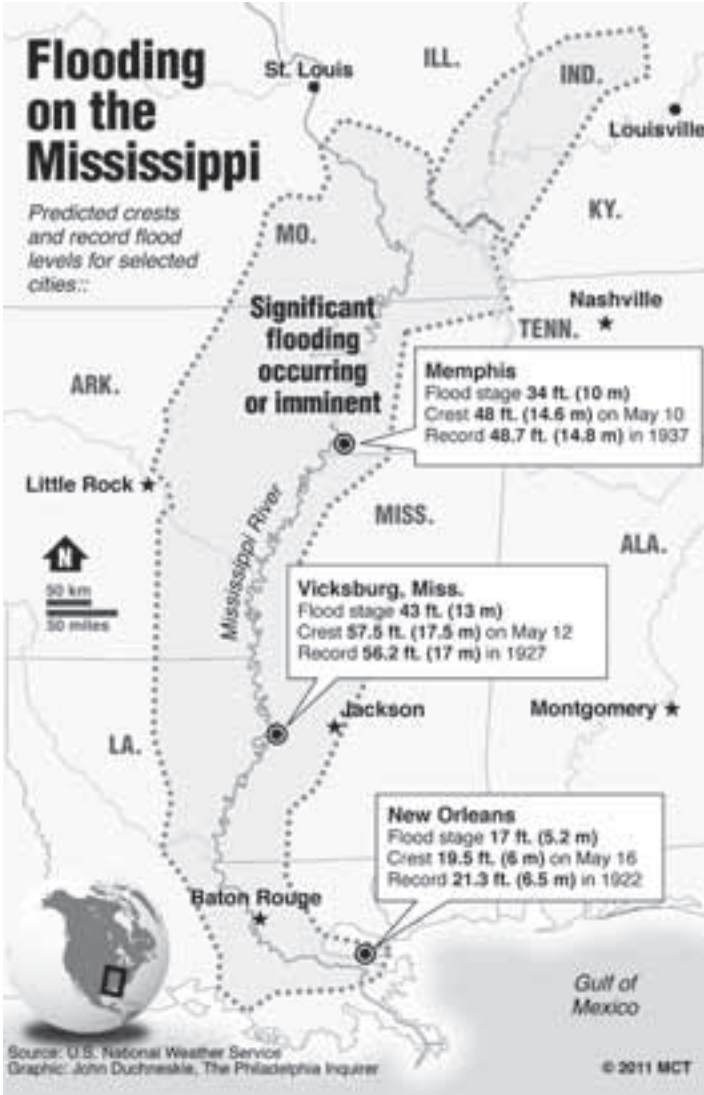 Flooding
on the
Mississippi
Predicted crests
and record flood
levels for selected
cities::
St. Louis
ILL.
IND.
Louisville
KY.
MO.
Significant
flooding
occurring
or imminent
Nashville
TENN.
ARK.
Memphis
Flood stage 34 ft. (10 m)
Crest 48 ft. (14.6 m) on May 10
Record 48.7 ft. (14.8 m) in 1937
Little Rock
Mississippi River
MISS.
ALA.
N
50 km
50 miles
Vicksburg, Miss.
Flood stage 43 ft. (13 m)
Crest 57.5 ft. (17.5 m) on May 12
Record 56.2 ft. (17 m) in 1927
Jackson
Montgomery
LA.
New Orleans
Flood stage 17 ft. (5.2 m)
Crest 19.5 ft. (6 m) on May 16
Record 21.3 ft. (6.5 m) in 1922
Baton Rouge
Gulf of
Mexico
Source: U.S. National Weather Service
Graphic: John Duchneskie, The Philadelphia Inquirer
© 2011 MCT